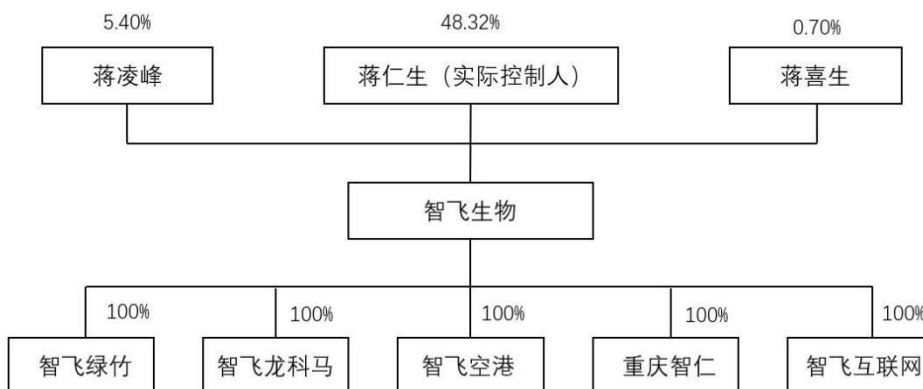 5.40% 48.32% 0.70%
蒋凌峰 蒋仁生（实际控制人） 蒋喜生
智飞生物
100% 100% 100% 100% 100%
智飞绿竹 智飞龙科马 智飞空港 重庆智仁 智飞互联网